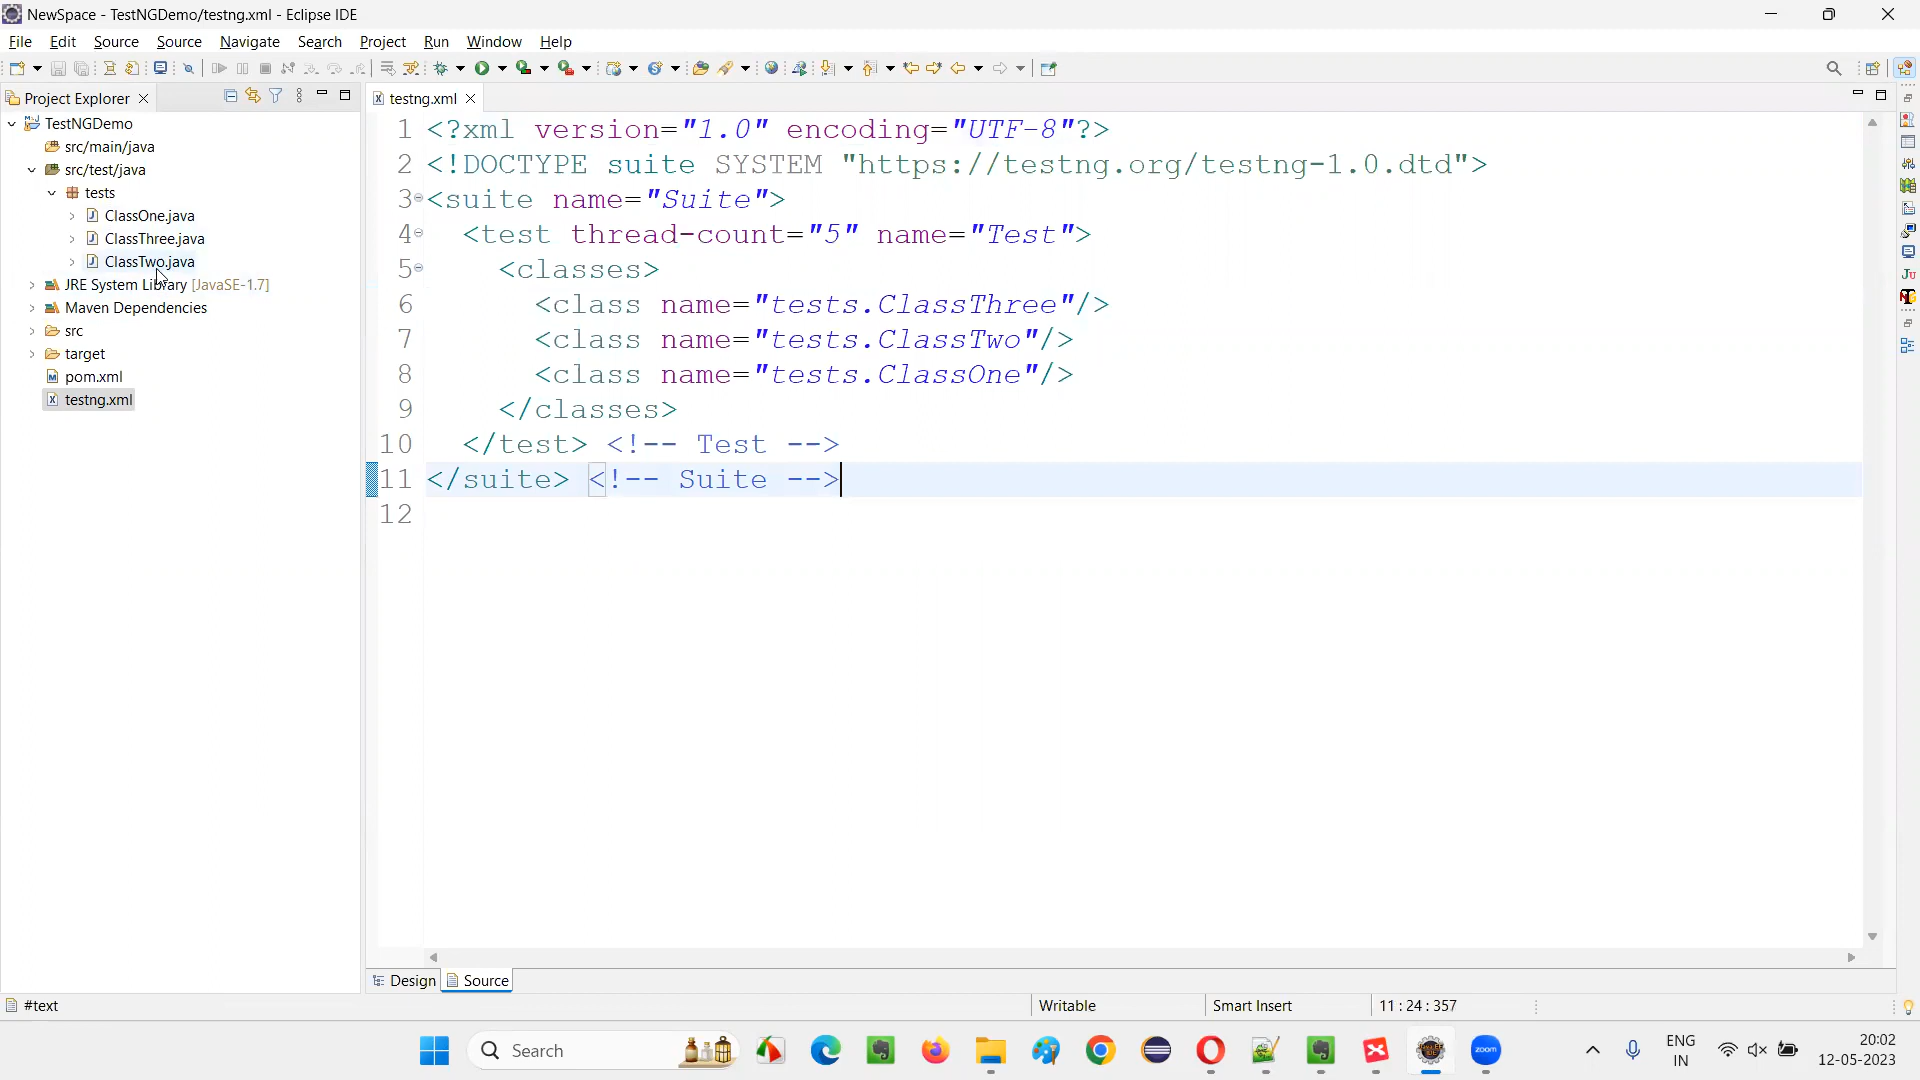 NewSpace - TestNGDemo/testng.xml - Eclipse IDE
File Edit Source Source Navigate Search Project Run Window Help
Project Explorer
testng.xml
TestNGDemo
src/main/java
src/test/java
tests
ClassOne.java
ClassThree.java
ClassTwo.java
JRE System Library [JavaSE-1.7]
Maven Dependencies
src
target
pom.xml
testng.xml
1 <?xml version="1.0" encoding="UTF-8"?>
2 <!DOCTYPE suite SYSTEM "https://testng.org/testng-1.0.dtd">
3 <suite name="Suite">
4 <test thread-count="5" name="Test">
5 <classes>
6 <class name="tests.ClassThree"/>
7 <class name="tests.ClassTwo"/>
8 <class name="tests.ClassOne"/>
9 </classes>
10 </test> <!-- Test -->
11 </suite> <!-- Suite -->
12
Design Source
#text
Writable
Smart Insert
11 : 24 : 357
Search
zoom
ENG
IN
20:02
12-05-2023